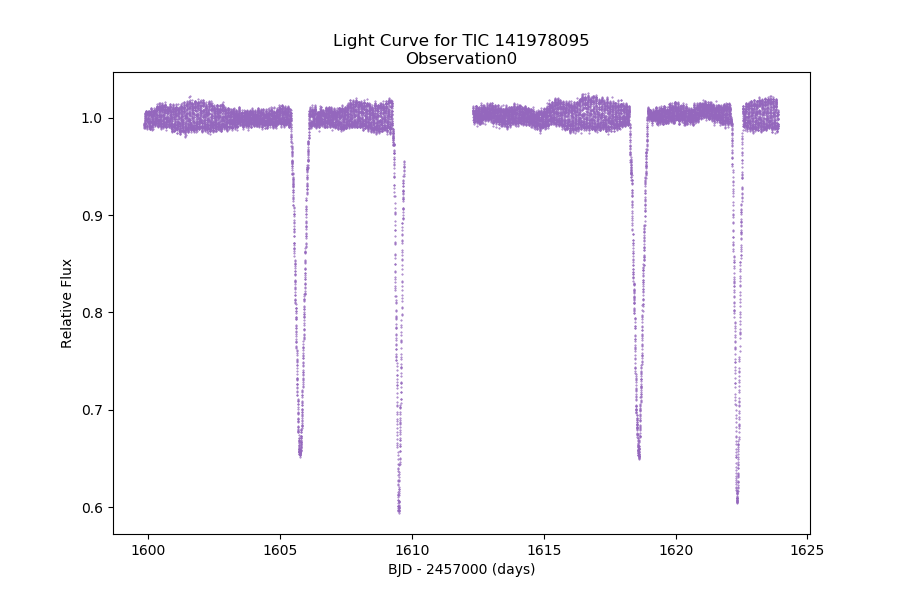 Light Curve for TIC 141978095
Observation0
Relative Flux
1.0
0.9
0.8
0.7
0.6
1600
1605
1610
1615
1620
1625
BJD - 2457000 (days)